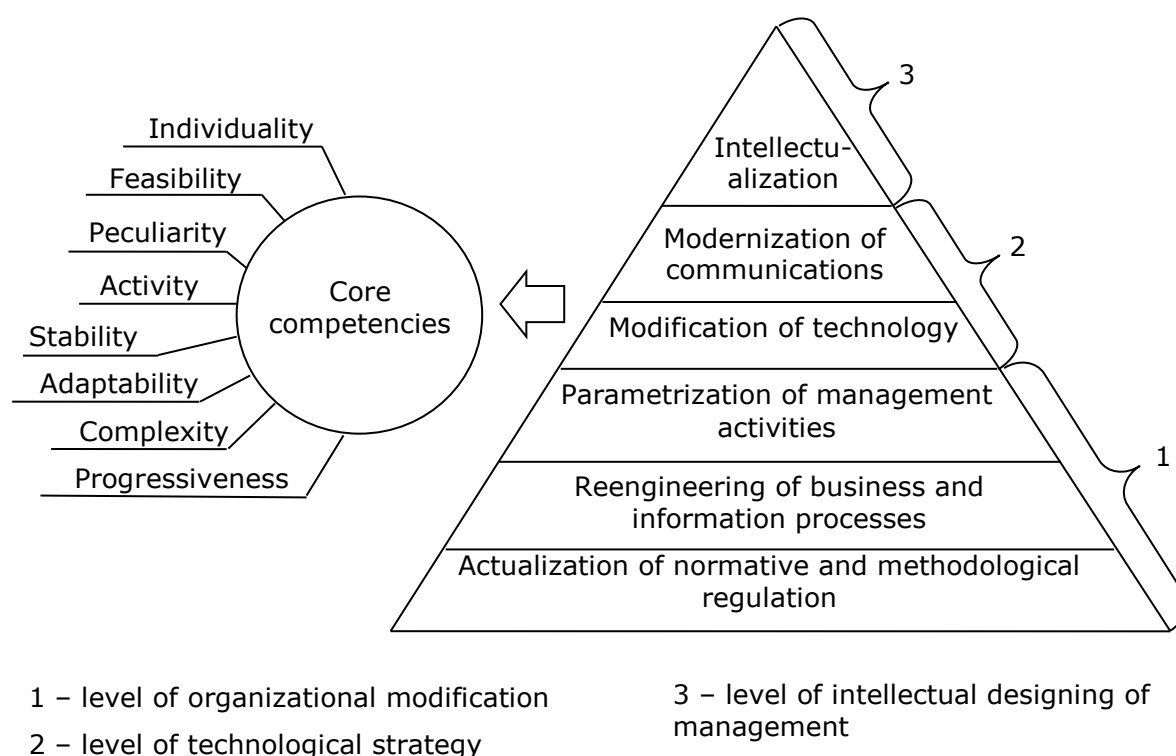 Individuality
Feasibility
Peculiarity
Activity
Stability
Adaptability
Complexity
Progressiveness
Core
competencies
3
Intellectu-
alization
Modernization of
communications
2
Modification of technology
Parametrization of management
activities
1
Reengineering of business and
information processes
Actualization of normative and methodological
regulation
1 – level of organizational modification
2 – level of technological strategy
3 – level of intellectual designing of
management